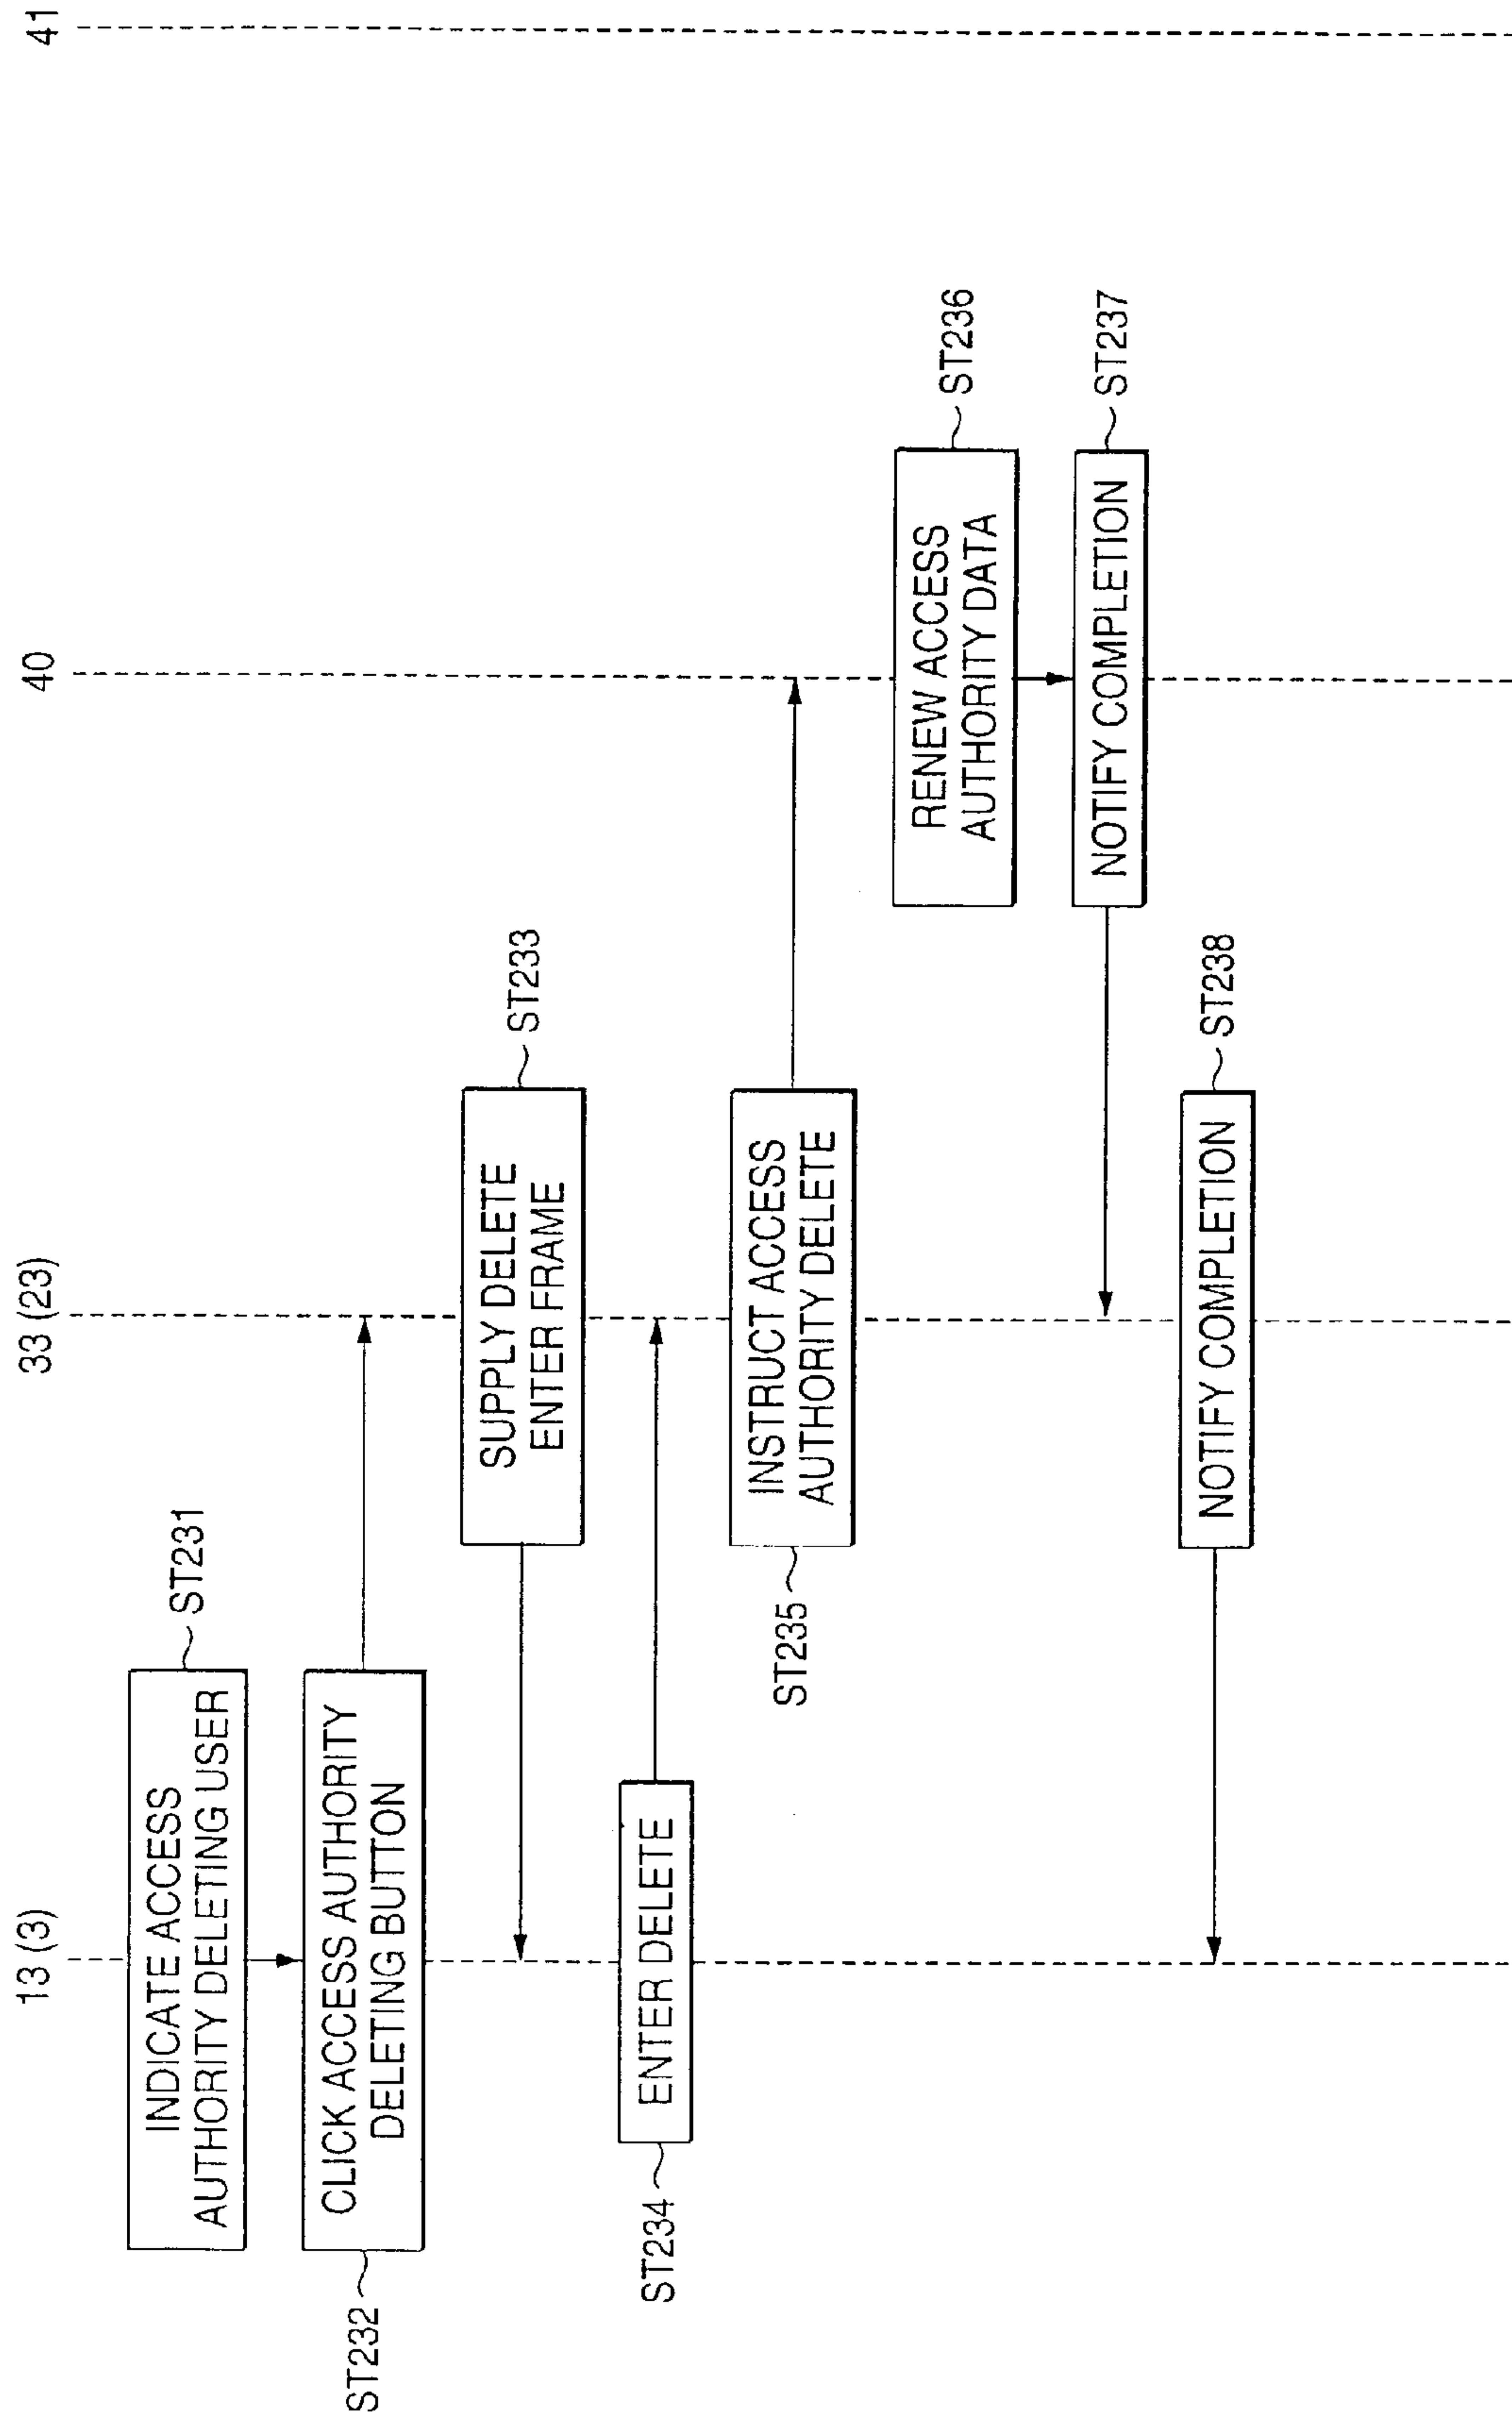 13 (3)
33 (23)
40
41
INDICATE ACCESS
AUTHORITY DELETING USER
ST231
CLICK ACCESS AUTHORITY
DELETING BUTTON
ST232
SUPPLY DELETE
ENTER FRAME
ST233
ENTER DELETE
ST234
INSTRUCT ACCESS
AUTHORITY DELETE
ST235
RENEW ACCESS
AUTHORITY DATA
ST236
NOTIFY COMPLETION
ST237
NOTIFY COMPLETION
ST238